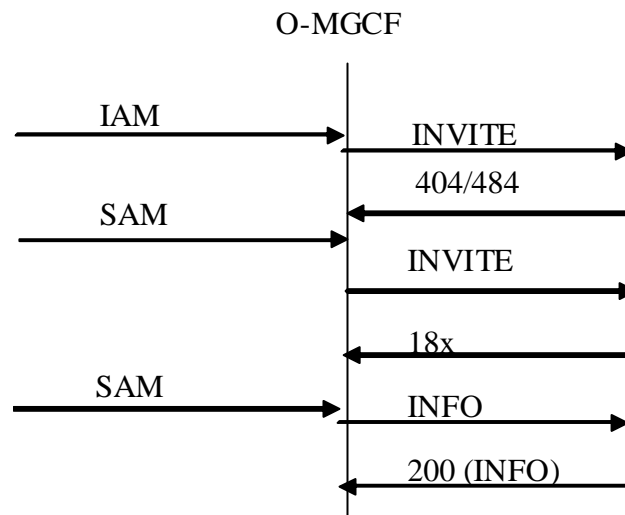 O-MGCF
IAM
INVITE
404/484
SAM
INVITE
18x
SAM
INFO
200 (INFO)